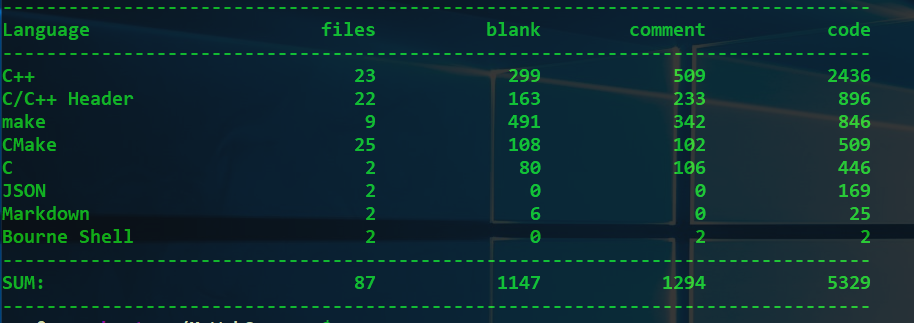 -------------------------------------------------------------------------------
Language                     files          blank        comment           code
-------------------------------------------------------------------------------
C++                             23            299            509           2436
C/C++ Header                    22            163            233            896
make                             9            491            342            846
CMake                           25            108            102            509
C                                2             80            106            446
JSON                             2              0              0            169
Markdown                         2              6              0             25
Bourne Shell                     2              0              2              2
-------------------------------------------------------------------------------
SUM:                            87           1147           1294           5329
-------------------------------------------------------------------------------